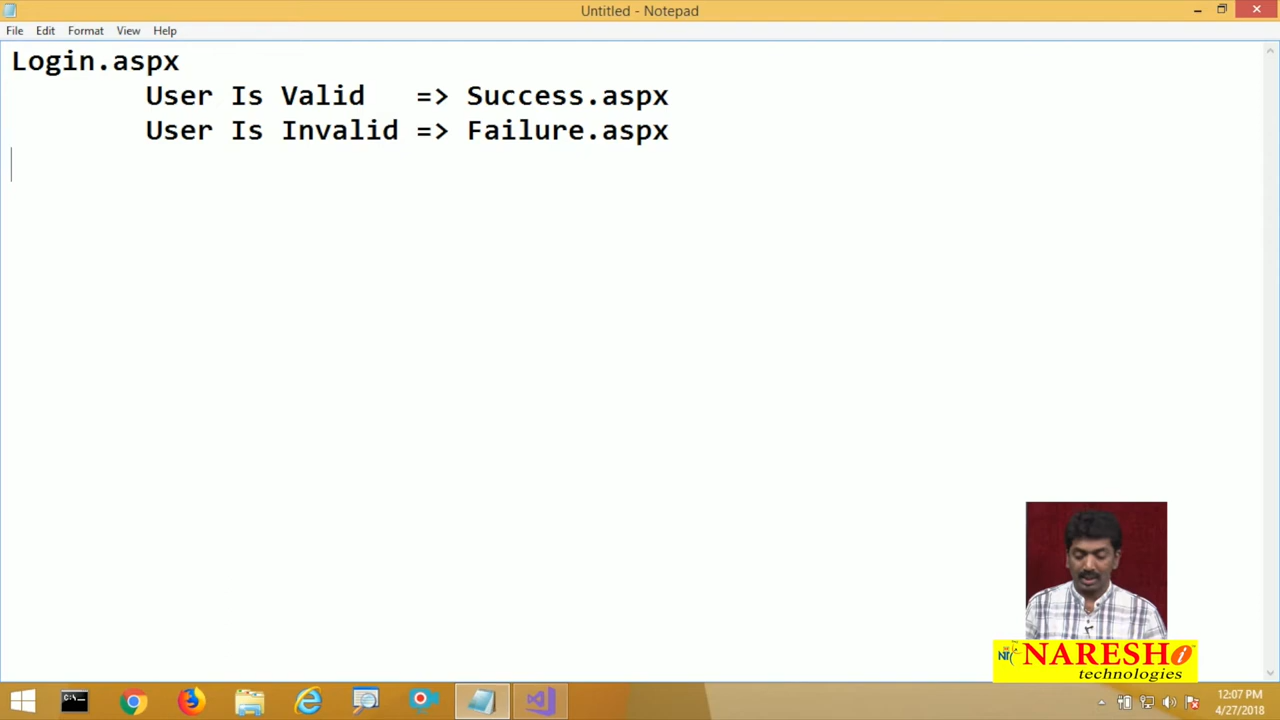 Untitled - Notepad
File Edit Format View Help
Login.aspx
User Is Valid => Success.aspx
User Is Invalid => Failure.aspx
NARESH i
technologies
12:07 PM
4/27/2018